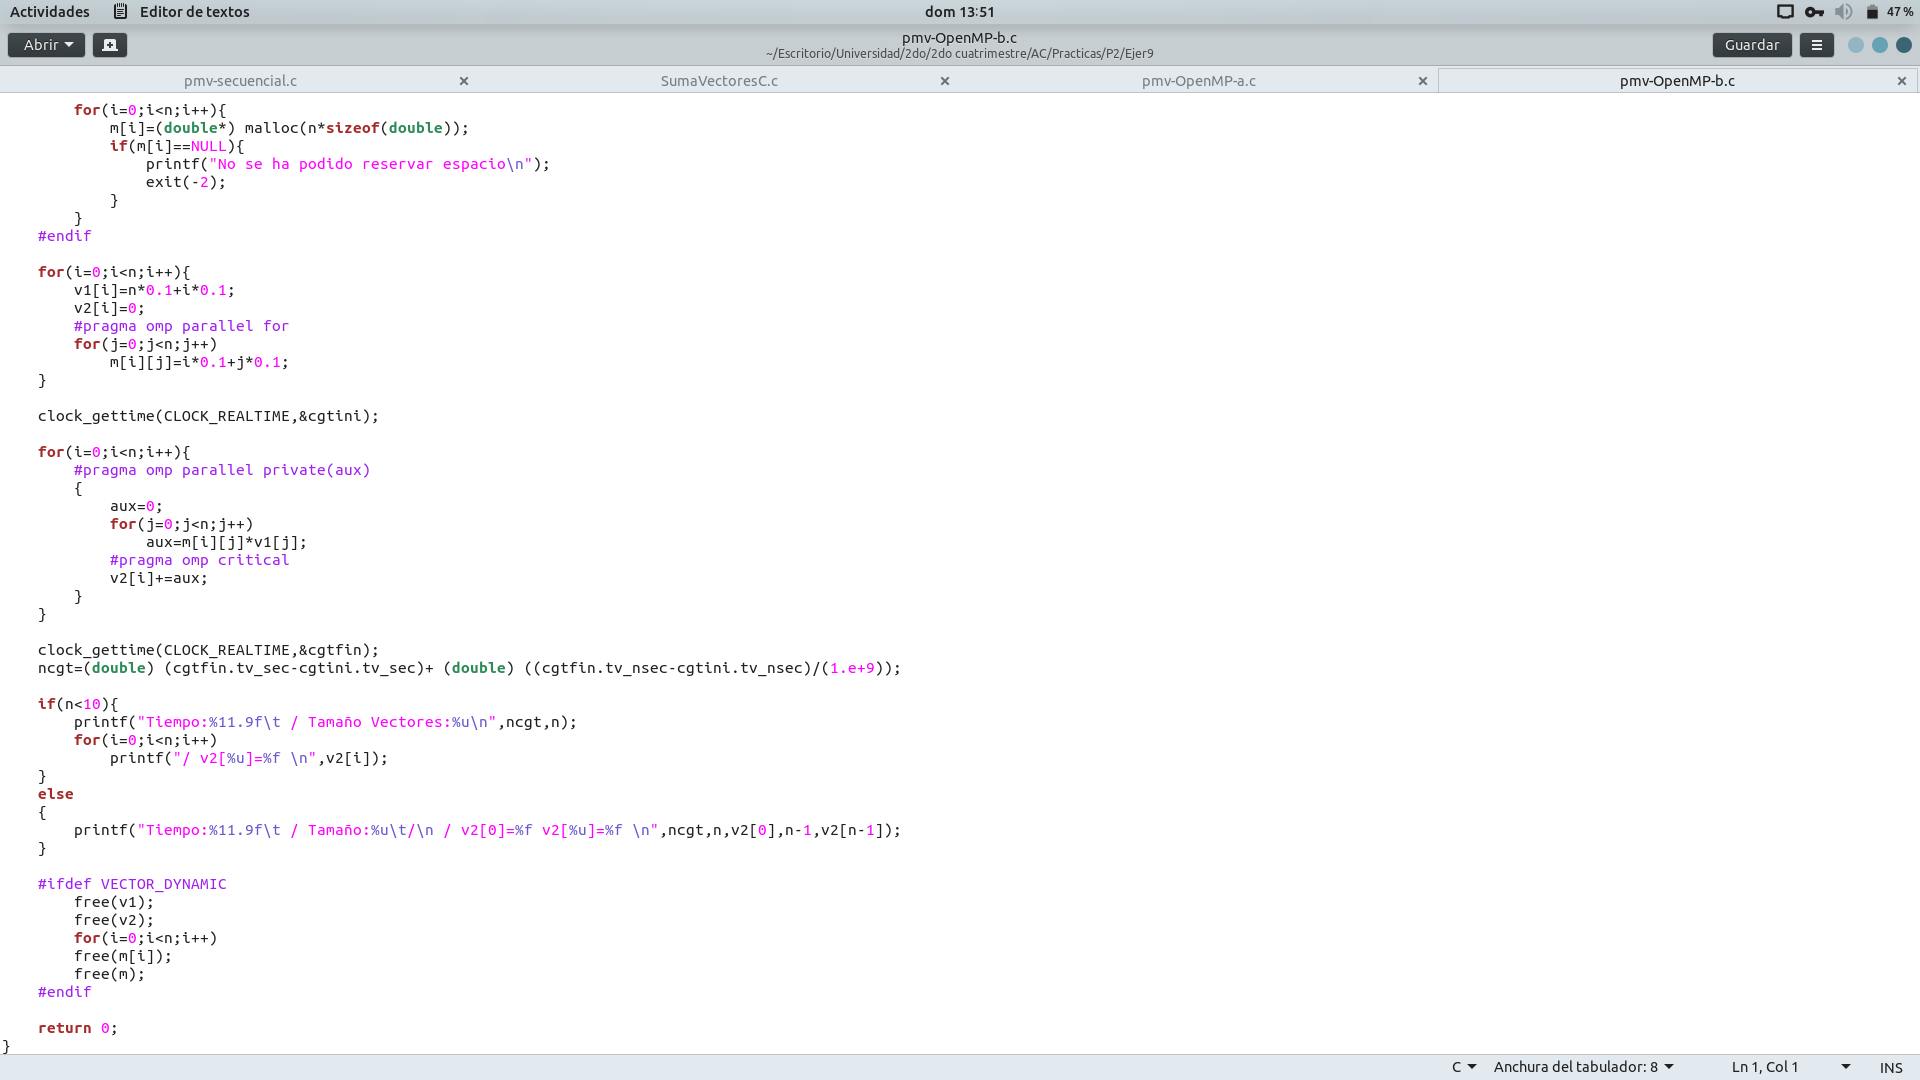 Actividades Editor de textos dom 13:51 47 %
Abrir pmv-OpenMP-b.c Guardar
~/Escritorio/Universidad/2do/2do cuatrimestre/AC/Practicas/P2/Ejer9
pmv-secuencial.c SumaVectoresC.c pmv-OpenMP-a.c pmv-OpenMP-b.c
        for(i=0;i<n;i++){
            m[i]=(double*) malloc(n*sizeof(double));
            if(m[i]==NULL){
                printf("No se ha podido reservar espacio\n");
                exit(-2);
            }
        }
    #endif

    for(i=0;i<n;i++){
        v1[i]=n*0.1+i*0.1;
        v2[i]=0;
        #pragma omp parallel for
        for(j=0;j<n;j++)
            m[i][j]=i*0.1+j*0.1;
    }

    clock_gettime(CLOCK_REALTIME,&cgtini);

    for(i=0;i<n;i++){
        #pragma omp parallel private(aux)
        {
            aux=0;
            for(j=0;j<n;j++)
                aux=m[i][j]*v1[j];
            #pragma omp critical
            v2[i]+=aux;
        }
    }

    clock_gettime(CLOCK_REALTIME,&cgtfin);
    ncgt=(double) (cgtfin.tv_sec-cgtini.tv_sec)+ (double) ((cgtfin.tv_nsec-cgtini.tv_nsec)/(1.e+9));

    if(n<10){
        printf("Tiempo:%11.9f\t / Tamaño Vectores:%u\n",ncgt,n);
        for(i=0;i<n;i++)
            printf("/ v2[%u]=%f \n",v2[i]);
    }
    else
    {
        printf("Tiempo:%11.9f\t / Tamaño:%u\t/\n / v2[0]=%f v2[%u]=%f \n",ncgt,n,v2[0],n-1,v2[n-1]);
    }

    #ifdef VECTOR_DYNAMIC
        free(v1);
        free(v2);
        for(i=0;i<n;i++)
        free(m[i]);
        free(m);
    #endif

    return 0;
}
C Anchura del tabulador: 8 Ln 1, Col 1 INS